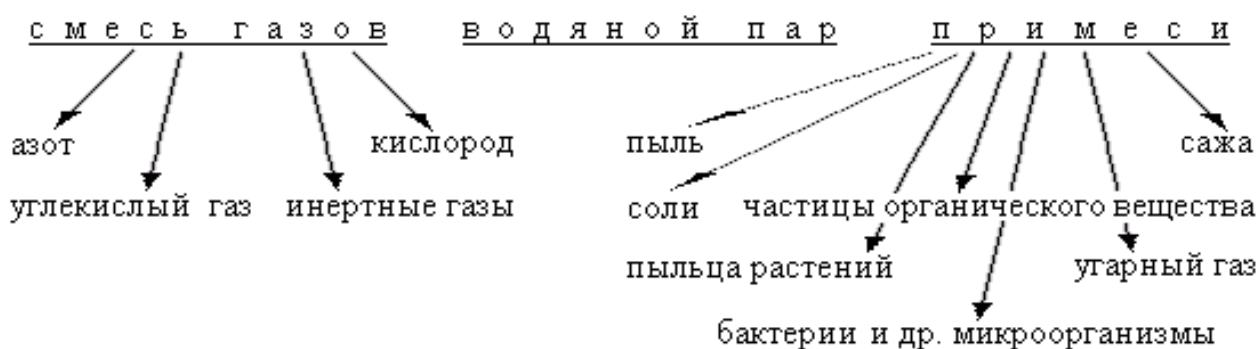 смесь газов водяной пар примеси
азот кислород пыль сажа
углекислый газ инертные газы соли частицы органического вещества
пыльца растений угарный газ
бактерии и др. микроорганизмы